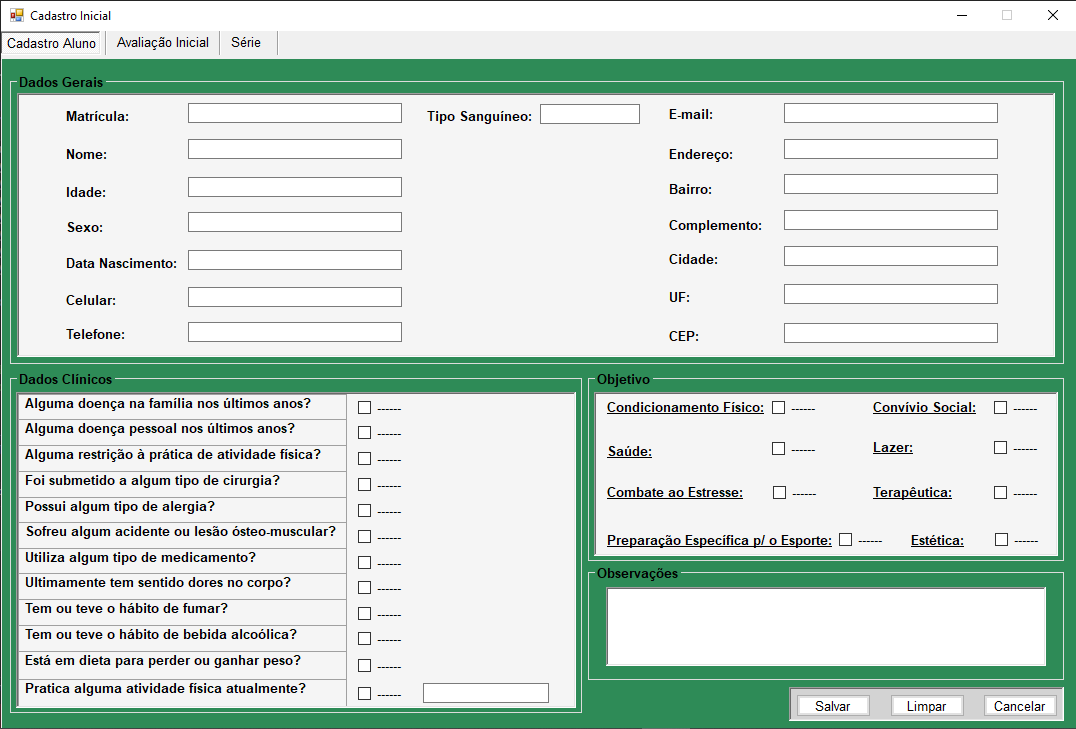 Cadastro Inicial
Cadastro Aluno Avaliação Inicial Série
Dados Gerais
Matrícula: Tipo Sanguíneo: E-mail:
Nome: Endereço:
Idade: Bairro:
Sexo: Complemento:
Data Nascimento: Cidade:
Celular: UF:
Telefone: CEP:
Dados Clínicos
Alguma doença na família nos últimos anos? ------
Alguma doença pessoal nos últimos anos? ------
Alguma restrição à prática de atividade física? ------
Foi submetido a algum tipo de cirurgia? ------
Possui algum tipo de alergia? ------
Sofreu algum acidente ou lesão ósteo-muscular? ------
Utiliza algum tipo de medicamento? ------
Ultimamente tem sentido dores no corpo? ------
Tem ou teve o hábito de fumar? ------
Tem ou teve o hábito de bebida alcoólica? ------
Está em dieta para perder ou ganhar peso? ------
Pratica alguma atividade física atualmente? ------
Objetivo
Condicionamento Físico: ------ Convívio Social: ------
Saúde: ------ Lazer: ------
Combate ao Estresse: ------ Terapêutica: ------
Preparação Específica p/ o Esporte: ------ Estética: ------
Observações
Salvar Limpar Cancelar